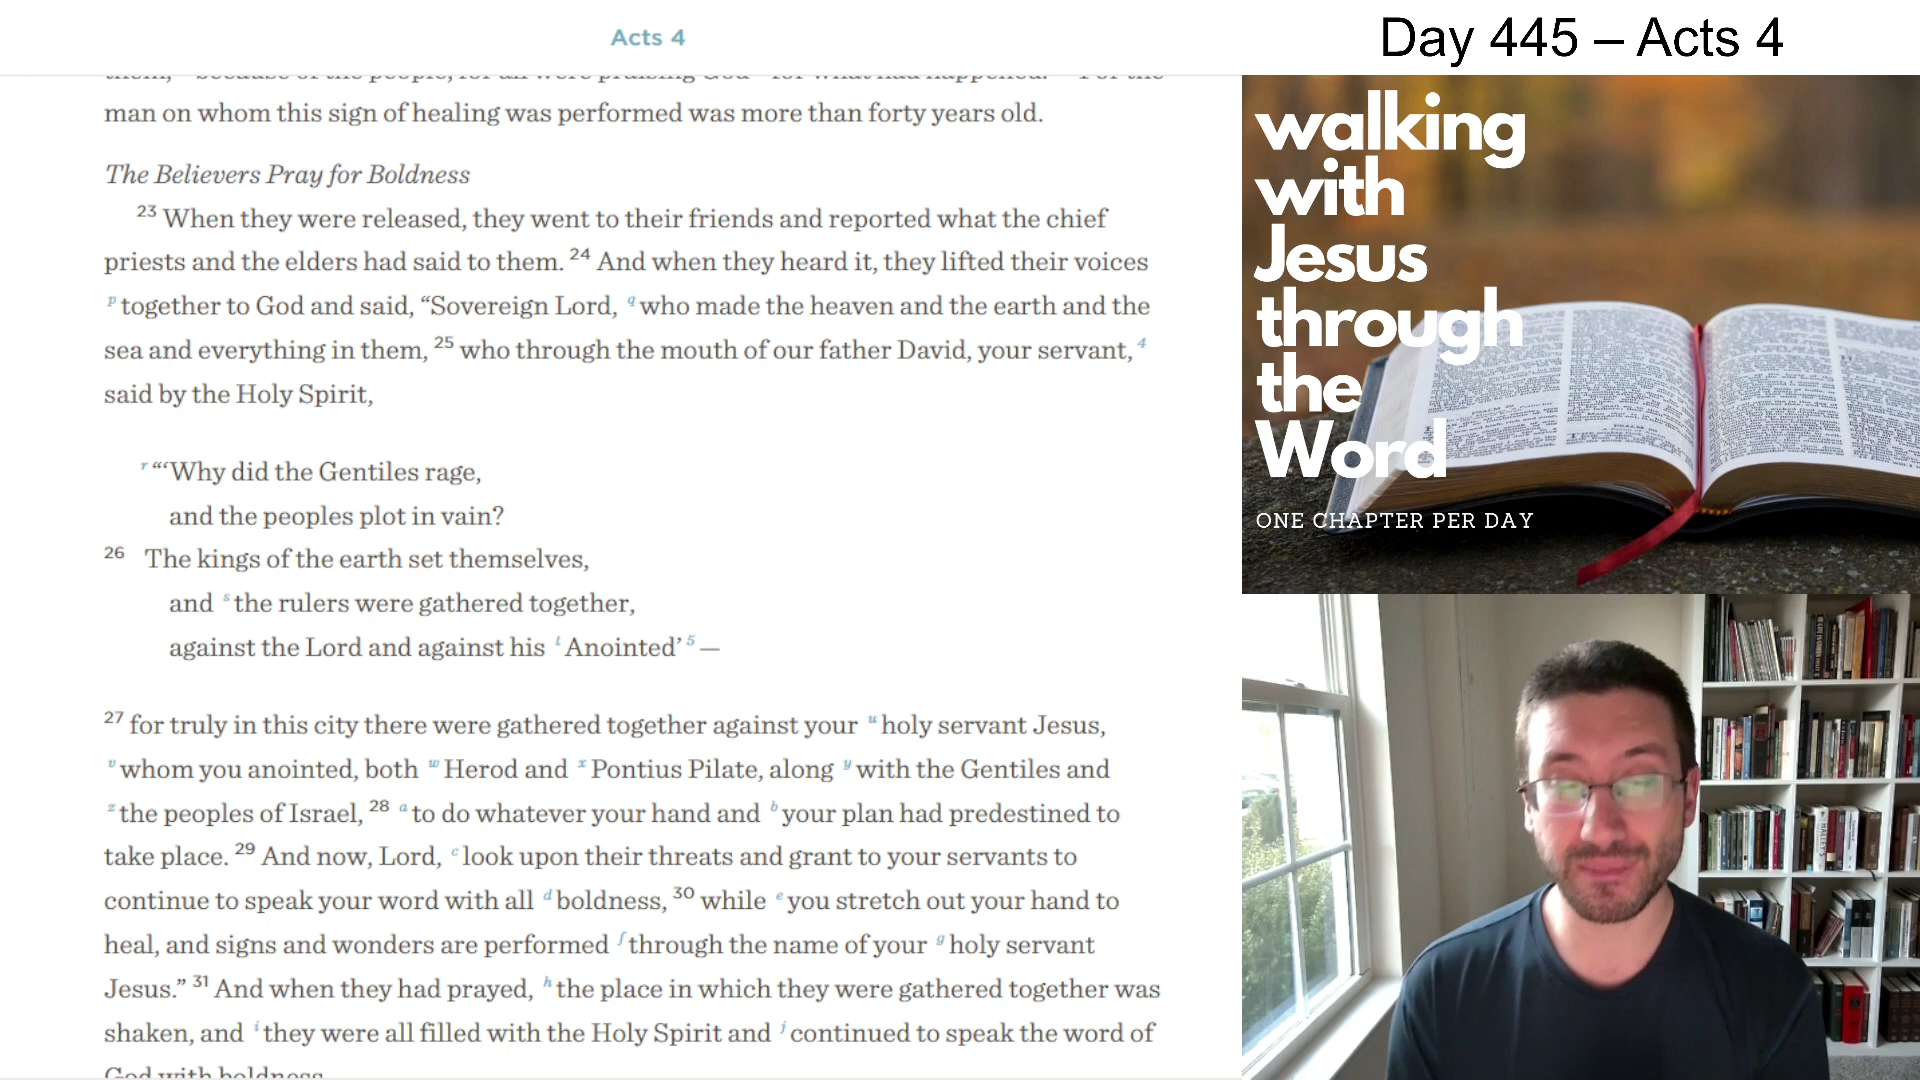 Acts 4
Day 445 – Acts 4
man on whom this sign of healing was performed was more than forty years old.
The Believers Pray for Boldness
23 When they were released, they went to their friends and reported what the chief
priests and the elders had said to them. 24 And when they heard it, they lifted their voices
p together to God and said, “Sovereign Lord, q who made the heaven and the earth and the
sea and everything in them, 25 who through the mouth of our father David, your servant, 4
said by the Holy Spirit,
r “‘Why did the Gentiles rage,
and the peoples plot in vain?
26 The kings of the earth set themselves,
and s the rulers were gathered together,
against the Lord and against his t Anointed’ 5 —
27 for truly in this city there were gathered together against your u holy servant Jesus,
v whom you anointed, both w Herod and x Pontius Pilate, along y with the Gentiles and
z the peoples of Israel, 28 a to do whatever your hand and b your plan had predestined to
take place. 29 And now, Lord, c look upon their threats and grant to your servants to
continue to speak your word with all d boldness, 30 while e you stretch out your hand to
heal, and signs and wonders are performed f through the name of your g holy servant
Jesus.” 31 And when they had prayed, h the place in which they were gathered together was
shaken, and i they were all filled with the Holy Spirit and j continued to speak the word of
God with boldness
walking
with
Jesus
through
the
Word
ONE CHAPTER PER DAY